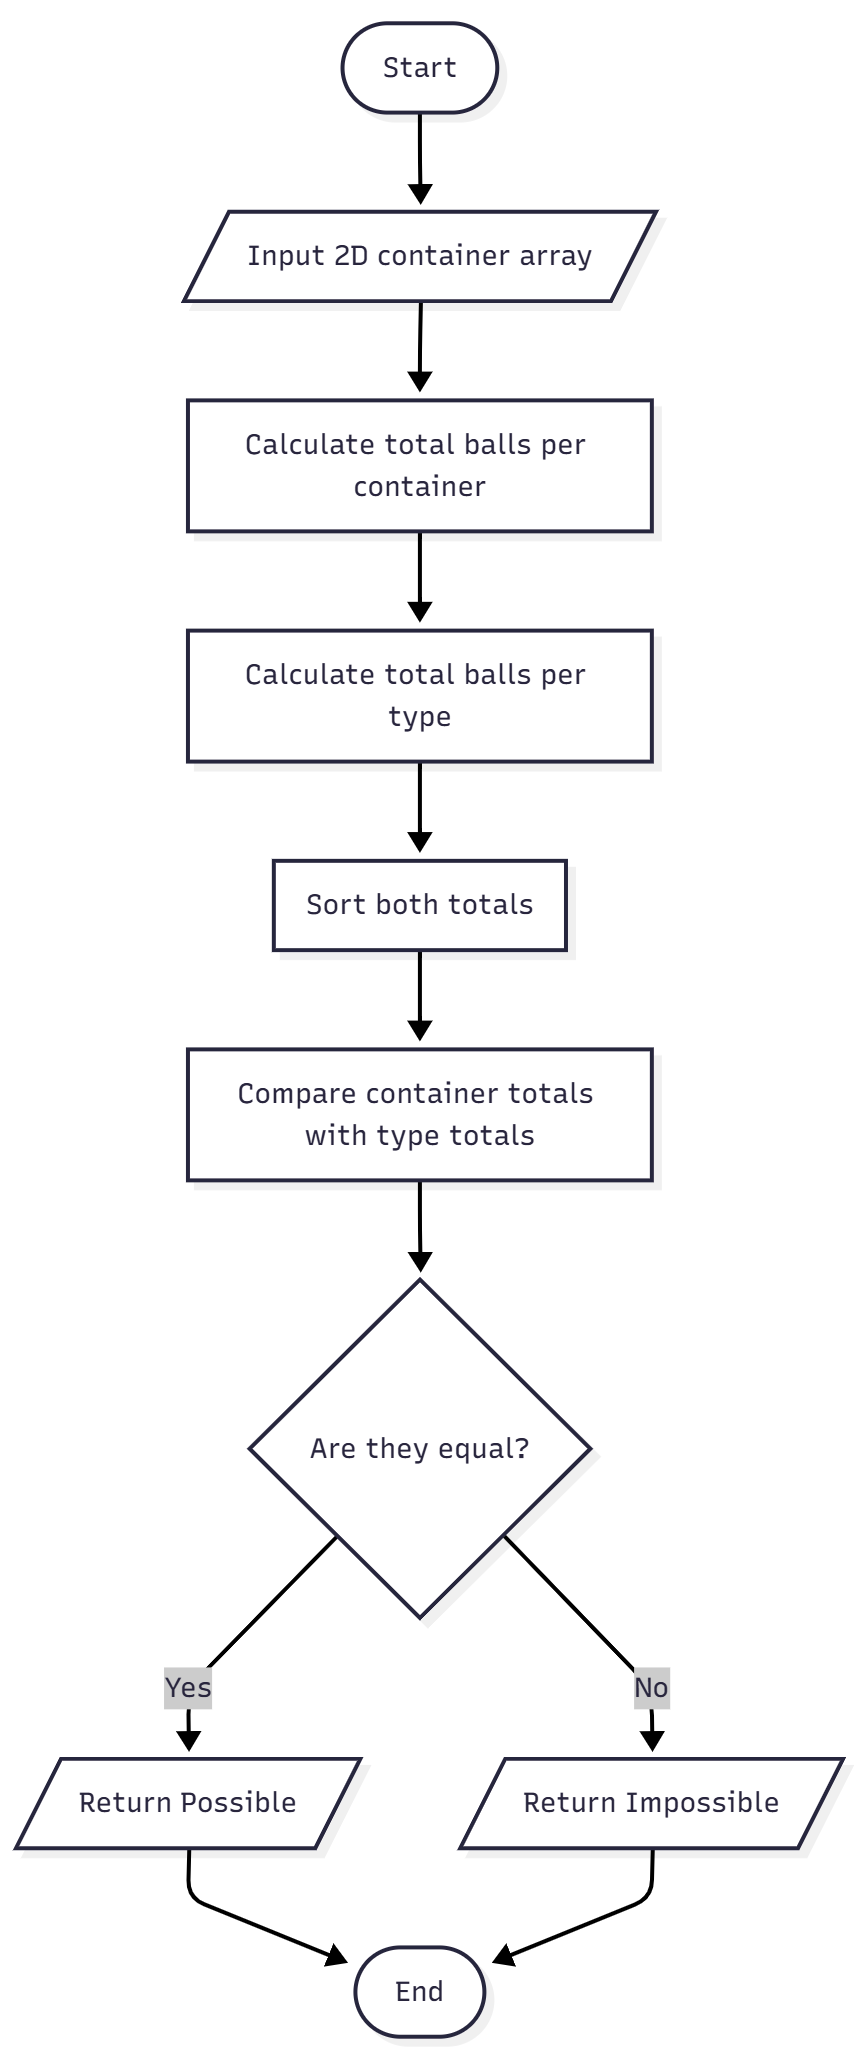 Start
Input 2D container array
Calculate total balls per
container
Calculate total balls per
type
Sort both totals
Compare container totals
with type totals
Are they equal?
Yes
No
Return Possible
Return Impossible
End